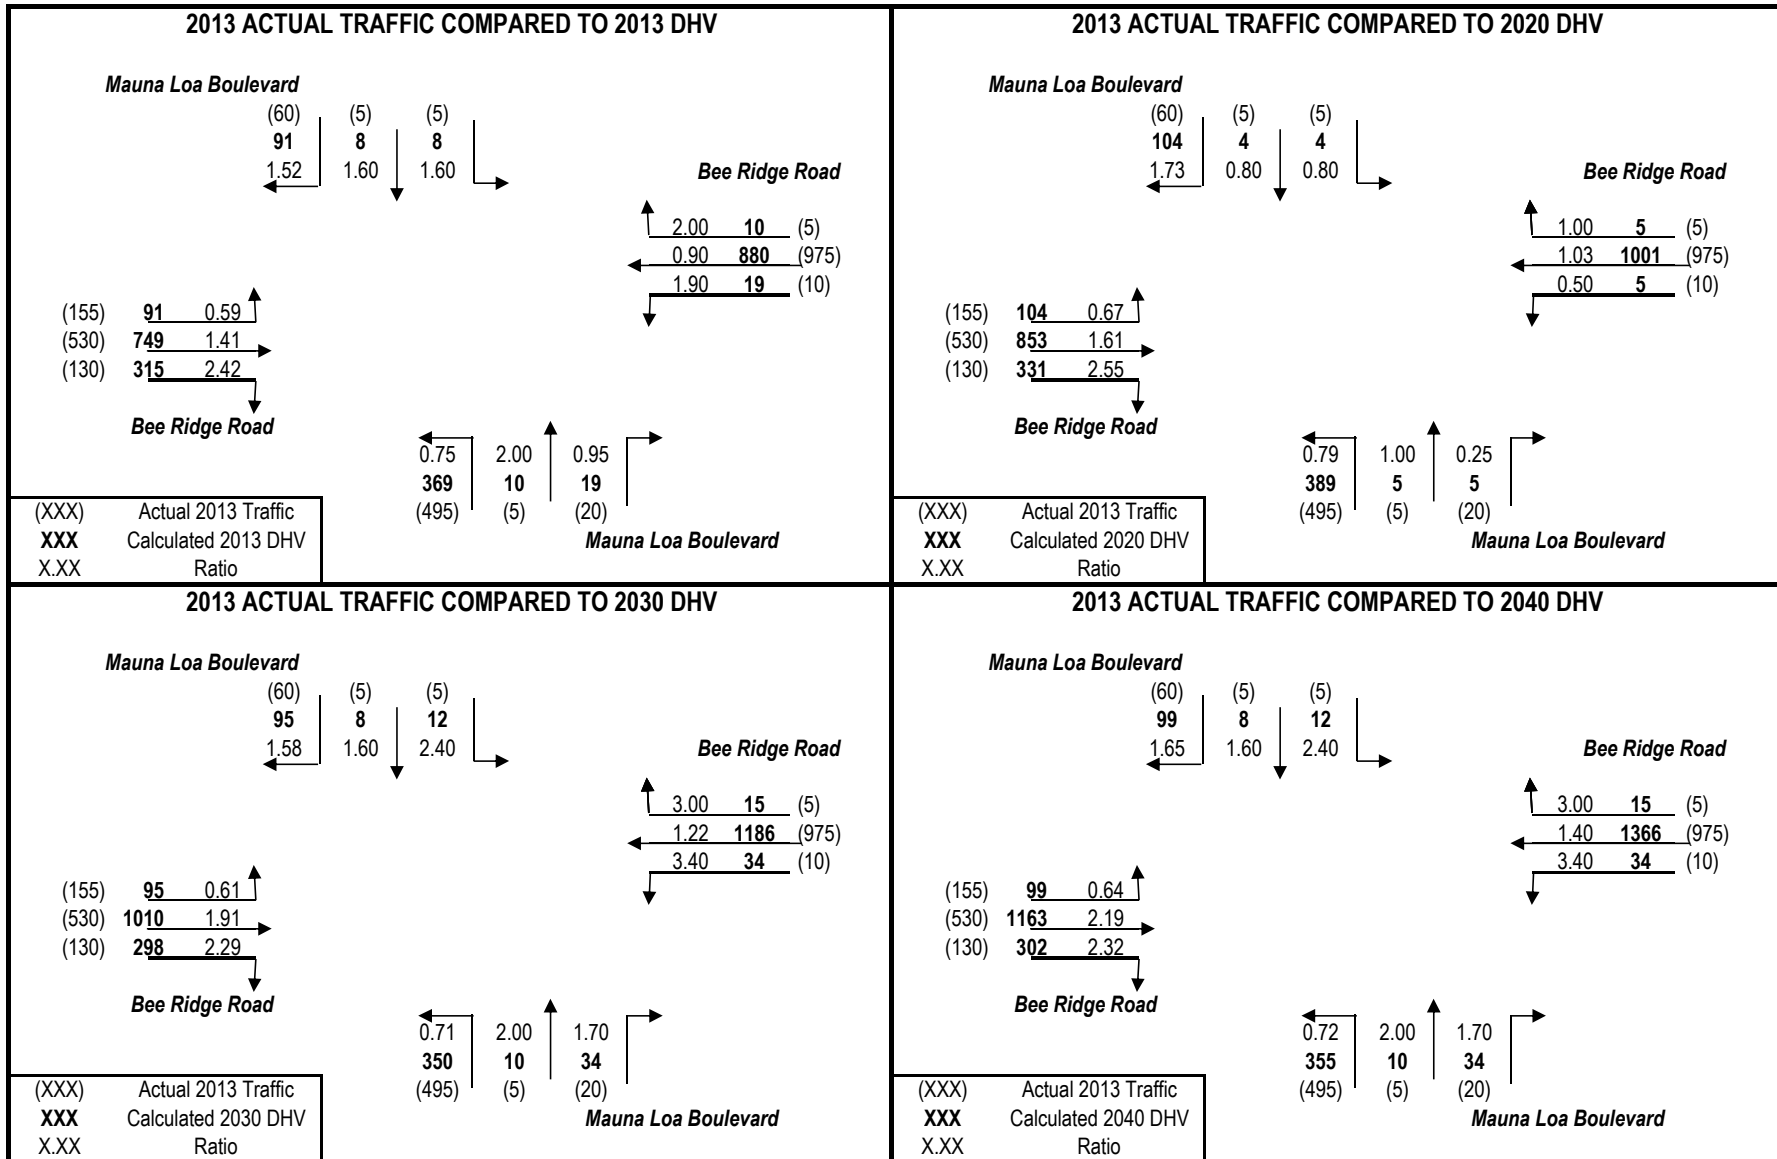 2013 ACTUAL TRAFFIC COMPARED TO 2013 DHV
Mauna Loa Boulevard
(60) (5) (5)
91 8 8
1.52 1.60 1.60
Bee Ridge Road
2.00 10 (5)
0.90 880 (975)
1.90 19 (10)
(155) 91 0.59
(530) 749 1.41
(130) 315 2.42
Bee Ridge Road
0.75 2.00 0.95
369 10 19
(495) (5) (20)
Mauna Loa Boulevard
(XXX) Actual 2013 Traffic
XXX Calculated 2013 DHV
X.XX Ratio
2013 ACTUAL TRAFFIC COMPARED TO 2020 DHV
Mauna Loa Boulevard
(60) (5) (5)
104 4 4
1.73 0.80 0.80
Bee Ridge Road
1.00 5 (5)
1.03 1001 (975)
0.50 5 (10)
(155) 104 0.67
(530) 853 1.61
(130) 331 2.55
Bee Ridge Road
0.79 1.00 0.25
389 5 5
(495) (5) (20)
Mauna Loa Boulevard
(XXX) Actual 2013 Traffic
XXX Calculated 2020 DHV
X.XX Ratio
2013 ACTUAL TRAFFIC COMPARED TO 2030 DHV
Mauna Loa Boulevard
(60) (5) (5)
95 8 12
1.58 1.60 2.40
Bee Ridge Road
3.00 15 (5)
1.22 1186 (975)
3.40 34 (10)
(155) 95 0.61
(530) 1010 1.91
(130) 298 2.29
Bee Ridge Road
0.71 2.00 1.70
350 10 34
(495) (5) (20)
Mauna Loa Boulevard
(XXX) Actual 2013 Traffic
XXX Calculated 2030 DHV
X.XX Ratio
2013 ACTUAL TRAFFIC COMPARED TO 2040 DHV
Mauna Loa Boulevard
(60) (5) (5)
99 8 12
1.65 1.60 2.40
Bee Ridge Road
3.00 15 (5)
1.40 1366 (975)
3.40 34 (10)
(155) 99 0.64
(530) 1163 2.19
(130) 302 2.32
Bee Ridge Road
0.72 2.00 1.70
355 10 34
(495) (5) (20)
Mauna Loa Boulevard
(XXX) Actual 2013 Traffic
XXX Calculated 2040 DHV
X.XX Ratio